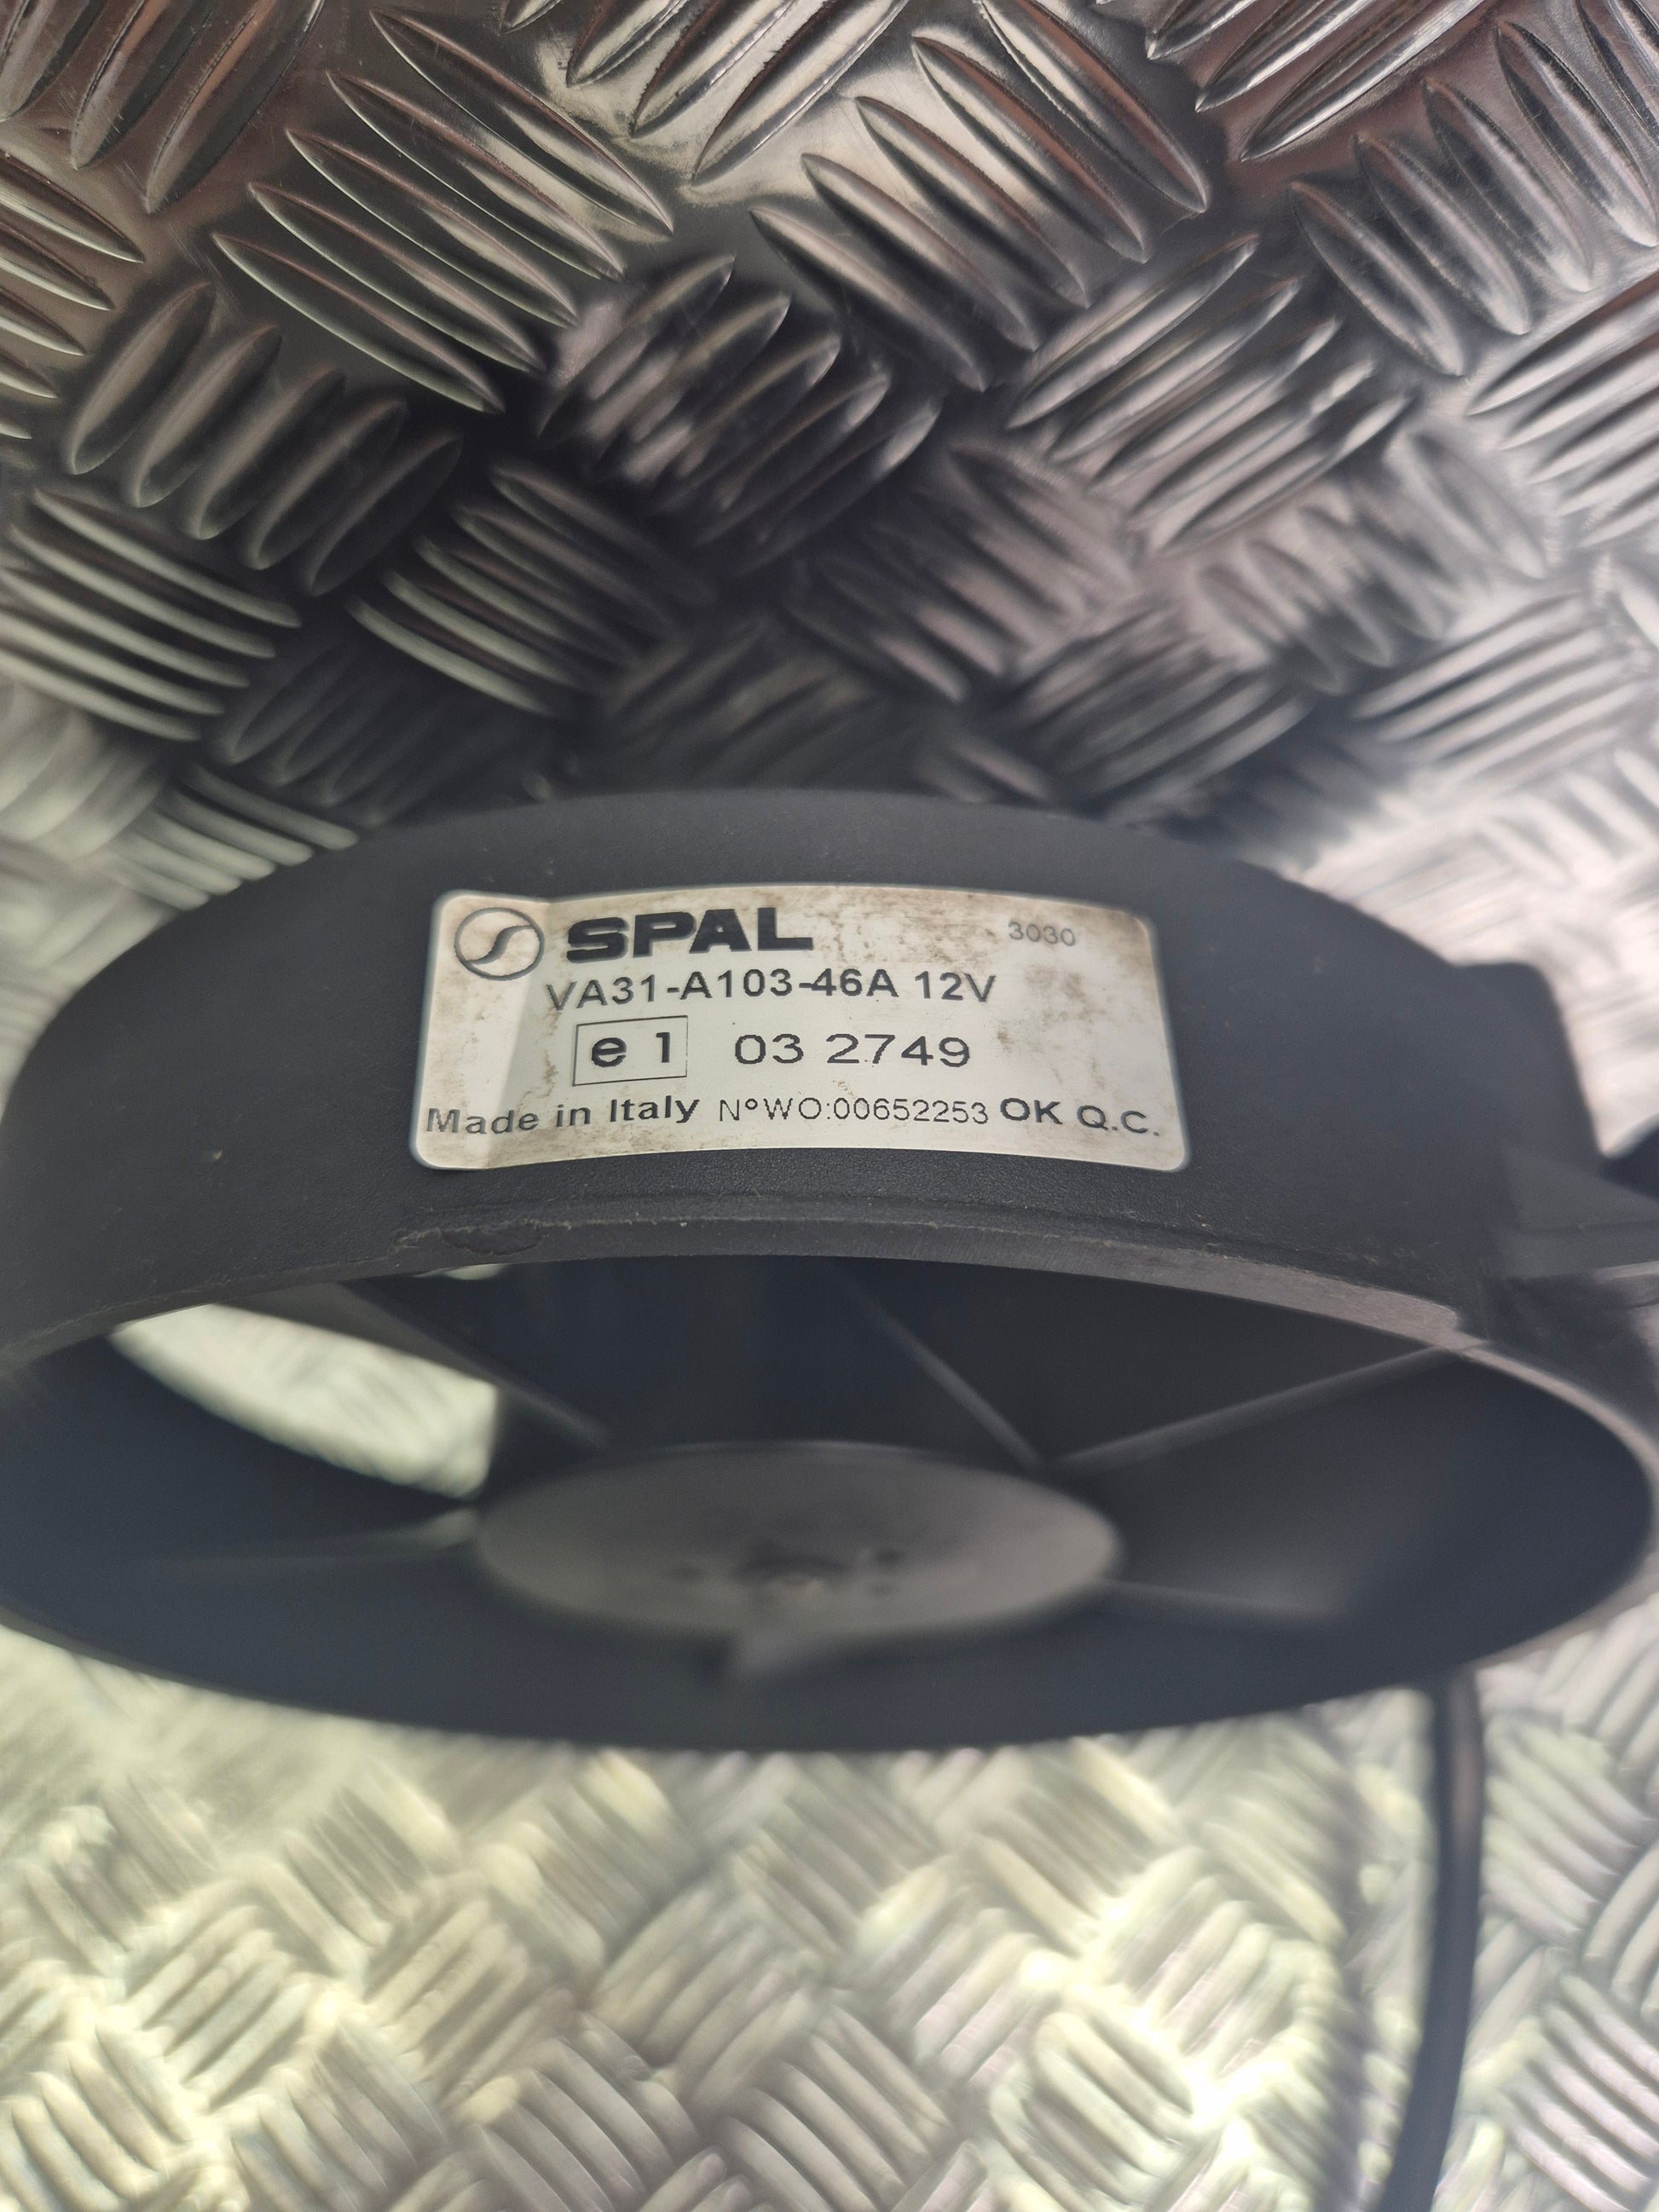 SPAL 3030
VA31-A103-46A 12V
e 1 03 2749
Made in Italy N°WO:00652253 OK Q.C.